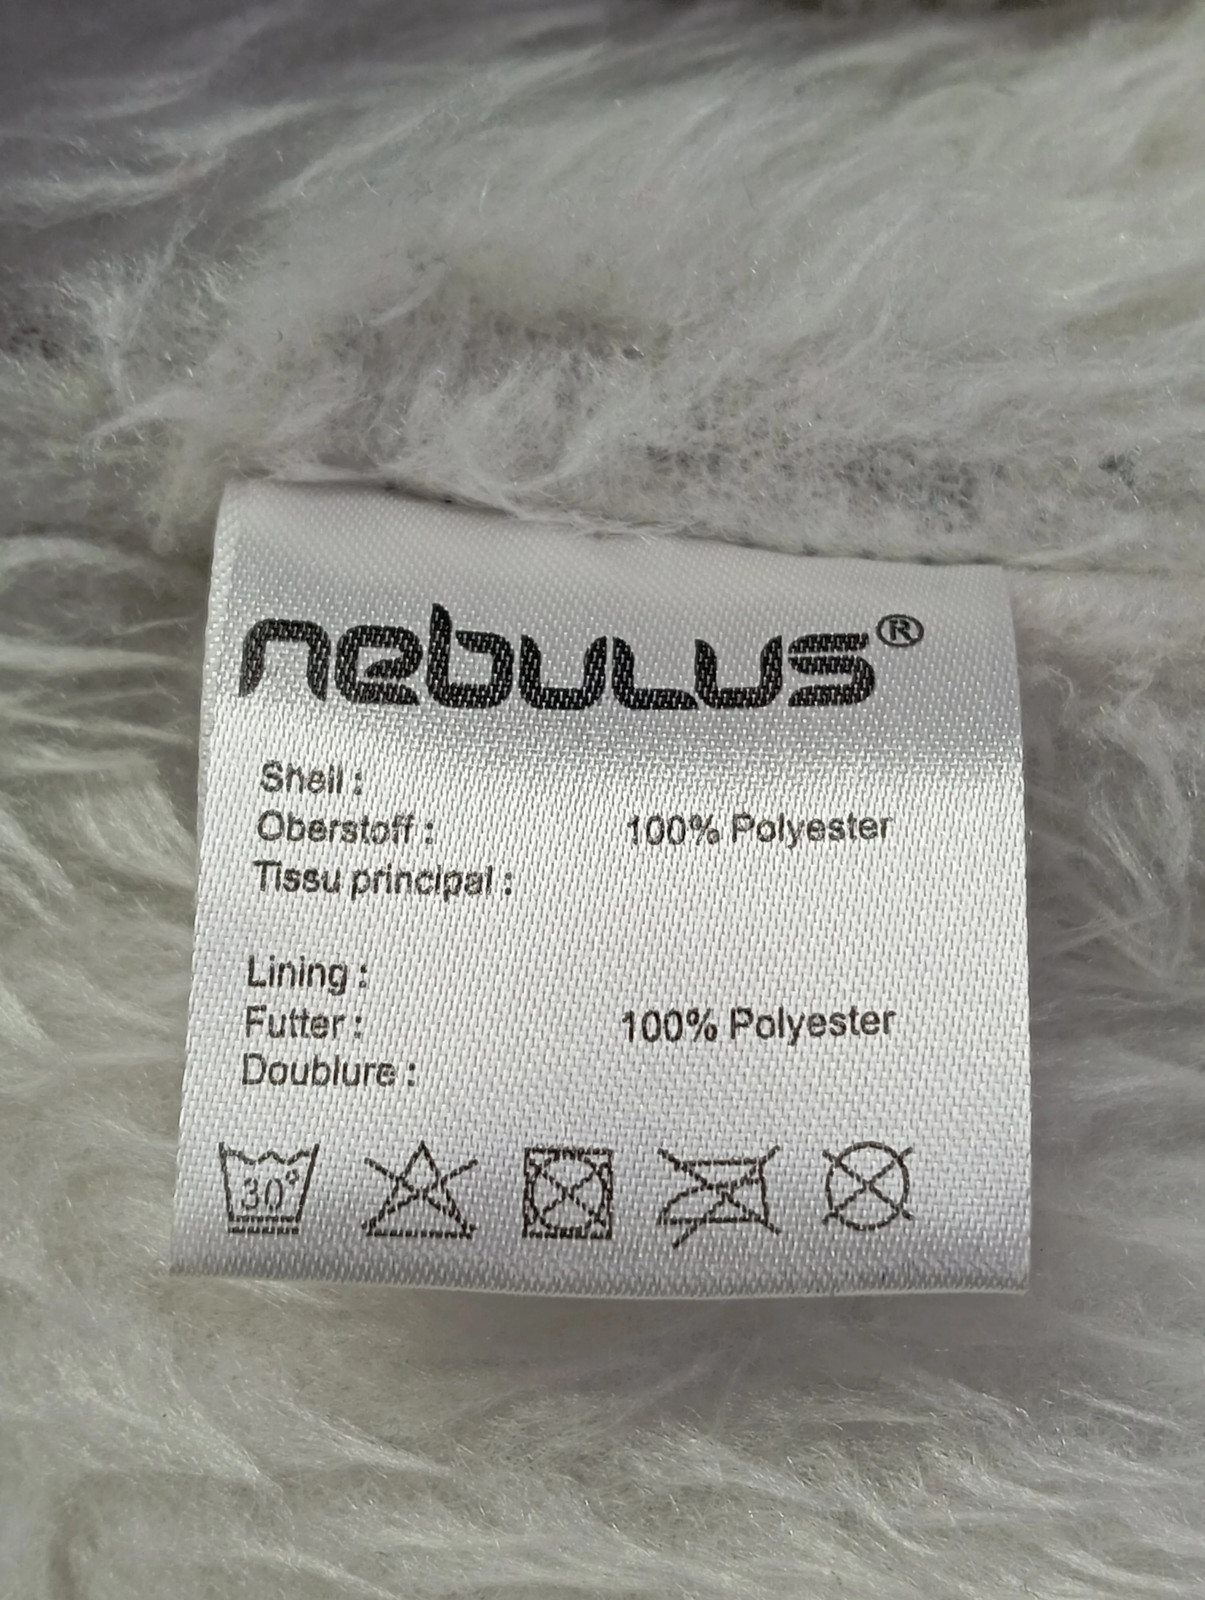 nebulus®
Shell :
Oberstoff : 100% Polyester
Tissu principal :
Lining :
Futter : 100% Polyester
Doublure :
30°